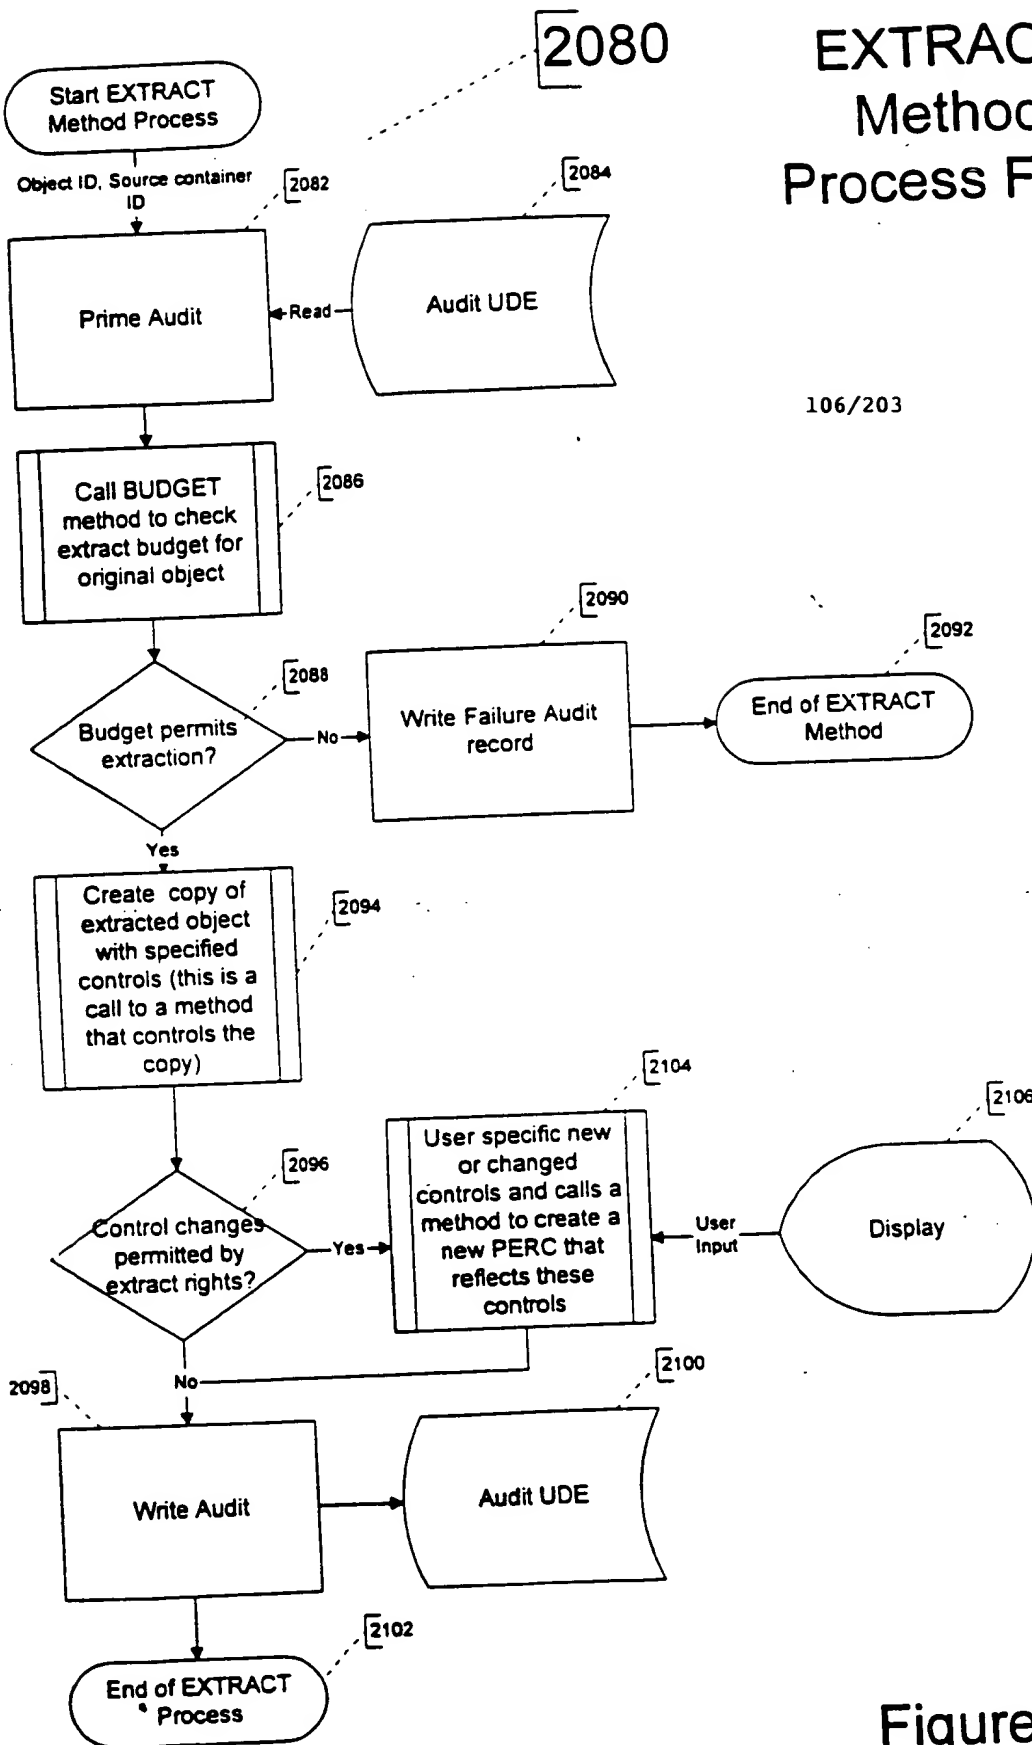 2080
EXTRAC
Method
Process F
Start EXTRACT
Method Process
Object ID, Source container
ID
2082
2084
Prime Audit
Read
Audit UDE
106/203
Call BUDGET
method to check
extract budget for
original object
2086
2090
2092
2088
Budget permits
extraction?
No
Write Failure Audit
record
End of EXTRACT
Method
Yes
Create copy of
extracted object
with specified
controls (this is a
call to a method
that controls the
copy)
2094
2104
2106
User specific new
or changed
controls and calls a
method to create a
new PERC that
reflects these
controls
2096
Control changes
permitted by
extract rights?
Yes
User
Input
Display
No
2098
2100
Write Audit
Audit UDE
2102
End of EXTRACT
Process
Figure